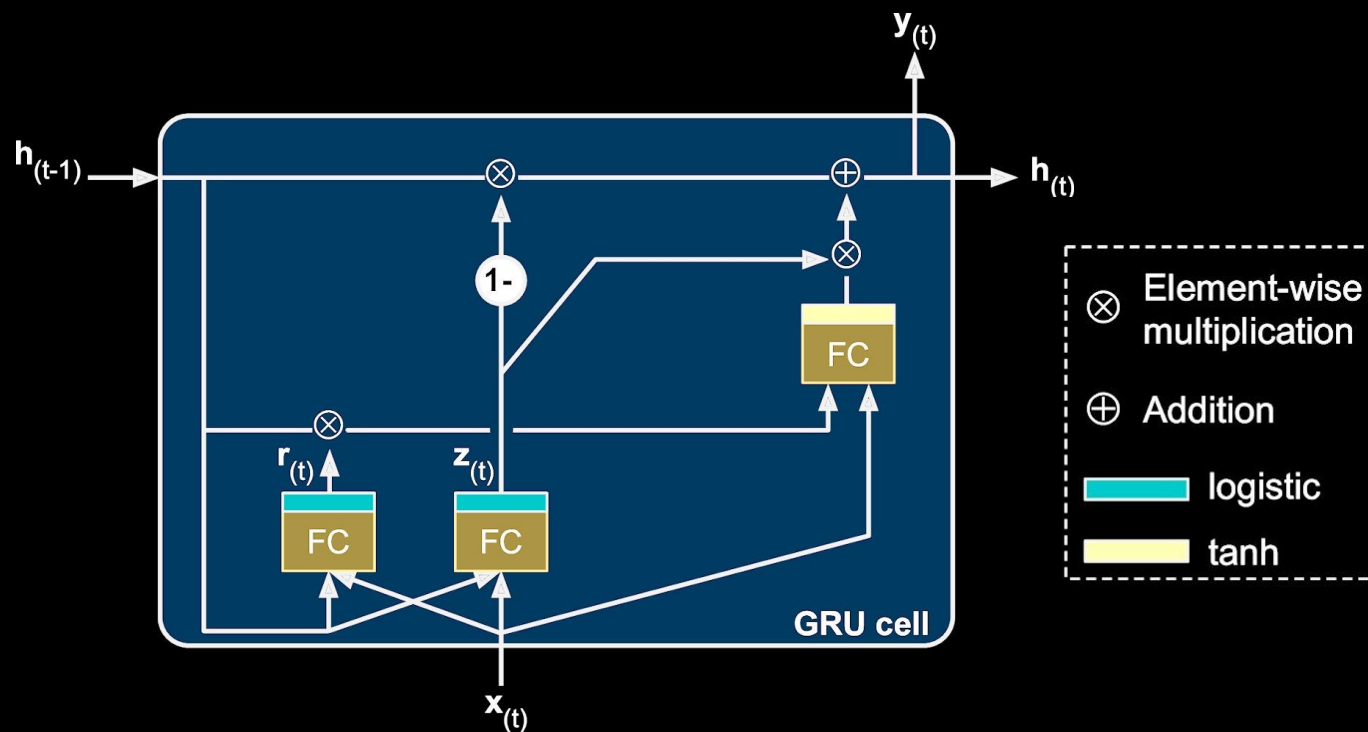 y(t)
h(t-1)
h(t)
1-
FC
r(t)
z(t)
FC
FC
GRU cell
x(t)
Element-wise
multiplication
Addition
logistic
tanh